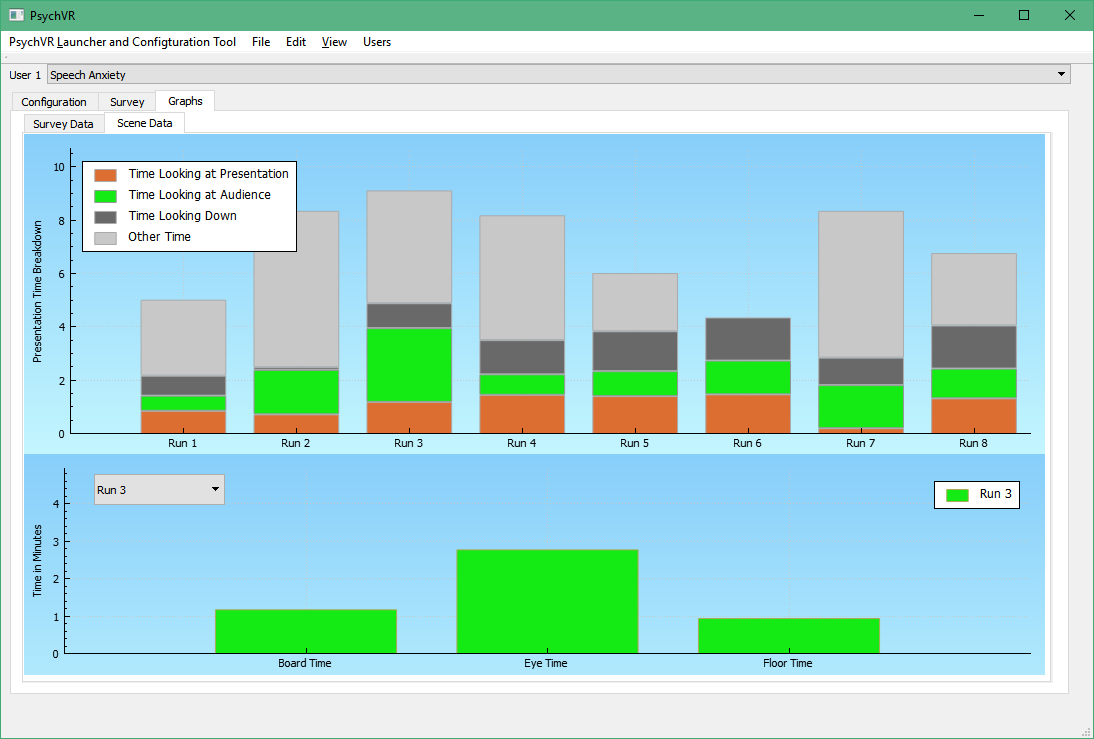 PsychVR
PsychVR Launcher and Configturation Tool File Edit View Users
User 1 Speech Anxiety
Configuration Survey Graphs
Survey Data Scene Data
Presentation Time Breakdown
10
8
6
4
2
0
Time Looking at Presentation
Time Looking at Audience
Time Looking Down
Other Time
Run 1 Run 2 Run 3 Run 4 Run 5 Run 6 Run 7 Run 8
Run 3
Run 3
Time in Minutes
4
3
2
1
0
Board Time Eye Time Floor Time